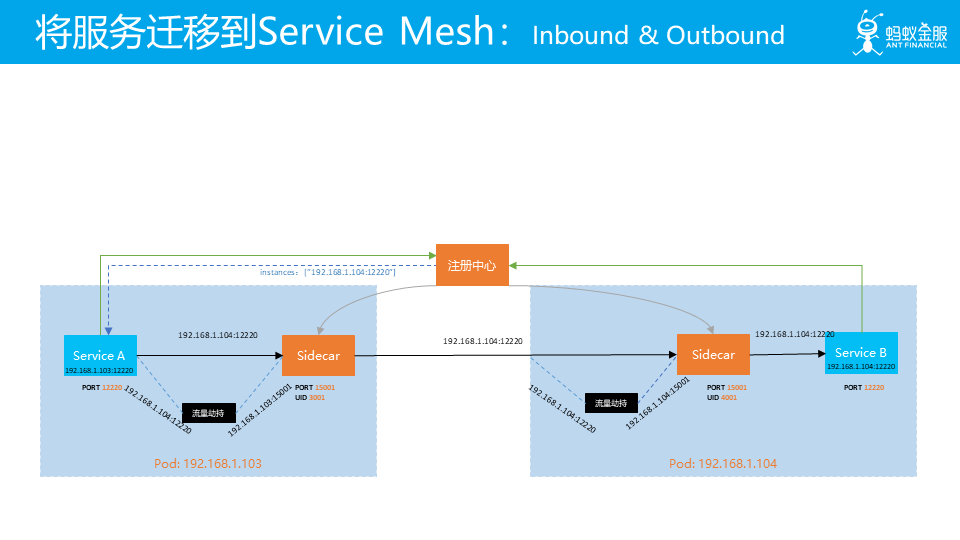 将服务迁移到Service Mesh：Inbound & Outbound
蚂蚁金服
ANT FINANCIAL
注册中心
instances：["192.168.1.104:12220"]
192.168.1.104:12220
192.168.1.104:12220
192.168.1.104:12220
Service A
192.168.1.103:12220
Sidecar
Sidecar
Service B
192.168.1.104:12220
PORT 12220
PORT 15001
UID 3001
PORT 15001
UID 4001
PORT 12220
192.168.1.104:12220
流量劫持
192.168.1.103:15001
192.168.1.104:12220
流量劫持
192.168.1.104:15001
Pod: 192.168.1.103
Pod: 192.168.1.104